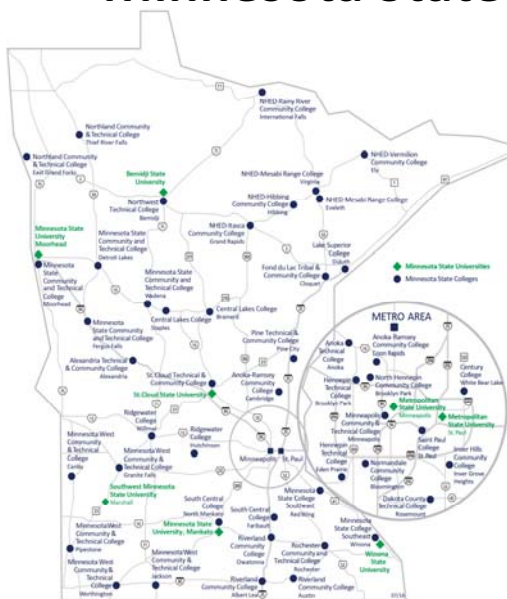 Minnesota State
NHED-Rainy River
Community College
International Falls
Northland Community
& Technical College
Thief River Falls
Northland Community
& Technical College
East Grand Forks
NHED-Vermilion
Community College
Ely
Bemidji State
University
NHED-Mesabi Range College
Virginia
Northwest
Technical College
Bemidji
NHED-Hibbing
Community College
Hibbing
NHED-Mesabi Range College
Eveleth
Minnesota State
University
Moorhead
Minnesota State
Community and
Technical College
Detroit Lakes
NHED-Itasca
Community College
Grand Rapids
Lake Superior
College
Duluth
Minnesota
State
Community
and Technical
College
Moorhead
Fond du Lac Tribal &
Community College
Cloquet
Minnesota State Universities
Minnesota State Colleges
Minnesota State
Community and
Technical College
Wadena
Central Lakes College
Staples
Central Lakes College
Brainerd
Minnesota
State Community
and Technical College
Fergus Falls
Pine Technical &
Community College
Pine City
Alexandria Technical
& Community College
Alexandria
St. Cloud Technical &
Community College
St. Cloud State University
Anoka-Ramsey
Community
College
Cambridge
METRO AREA
Anoka
Technical
College
Anoka
Anoka Ramsey
Community College
Coon Rapids
Hennepin
Technical
College
Brooklyn Park
North Hennepin
Community College
Brooklyn Park
Century
College
White Bear Lake
Metropolitan
State University
Minneapolis
Metropolitan
State University
St. Paul
Minneapolis
Community &
Technical College
Minneapolis
Saint Paul
College
St. Paul
Hennepin
Technical
College
Eden Prairie
Normandale
Community College
Bloomington
Inver Hills
Community
College
Inver Grove
Heights
Dakota County
Technical College
Rosemount
Ridgewater
College
Willmar
Ridgewater
College
Hutchinson
Minneapolis
St. Paul
Minnesota West
Community
& Technical
College
Canby
Minnesota West
Community &
Technical College
Granite Falls
Southwest Minnesota
State University
Marshall
South Central
College
North Mankato
Minnesota State
University, Mankato
South Central
College
Faribault
Minnesota
State College
Southeast
Red Wing
Minnesota
State College
Southeast
Winona
Winona
State
University
Minnesota West
Community
& Technical College
Pipestone
Minnesota West
Community &
Technical
College
Worthington
Minnesota West
Community
& Technical College
Jackson
Riverland
Community
College
Owatonna
Rochester
Community and
Technical College
Rochester
Riverland
Community College
Albert Lea
Riverland
Community College
Austin
07/16